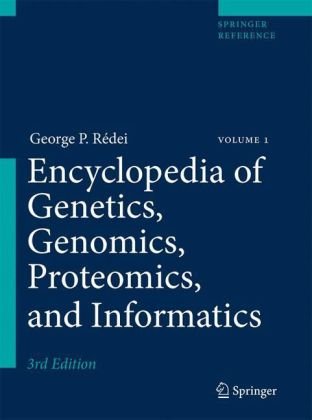 SPRINGER
REFERENCE
George P. Rédei
VOLUME 1
Encyclopedia of
Genetics,
Genomics,
Proteomics,
and Informatics
3rd Edition
Springer